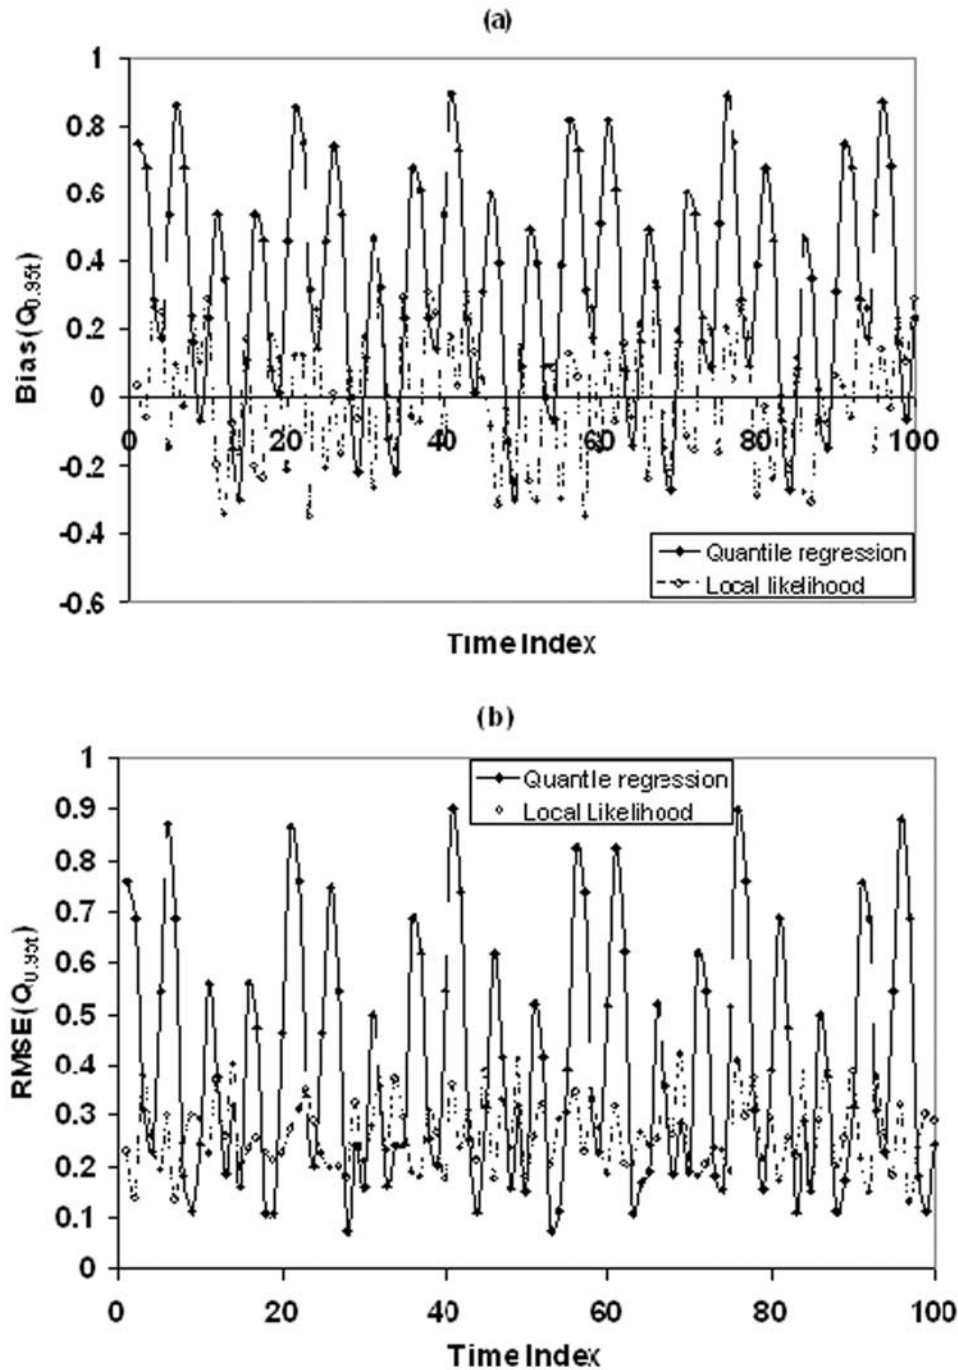 (a)
1
0.8
0.6
0.4
0.2
0
-0.2
-0.4
-0.6
Bias(Q0.95t)
0 20 40 60 80 100
Quantile regression
Local likelihood
Time Index
(b)
1
0.9
0.8
0.7
0.6
0.5
0.4
0.3
0.2
0.1
0
RMSE(Q0.95t)
Quantile regression
Local Likelihood
0 20 40 60 80 100
Time Index